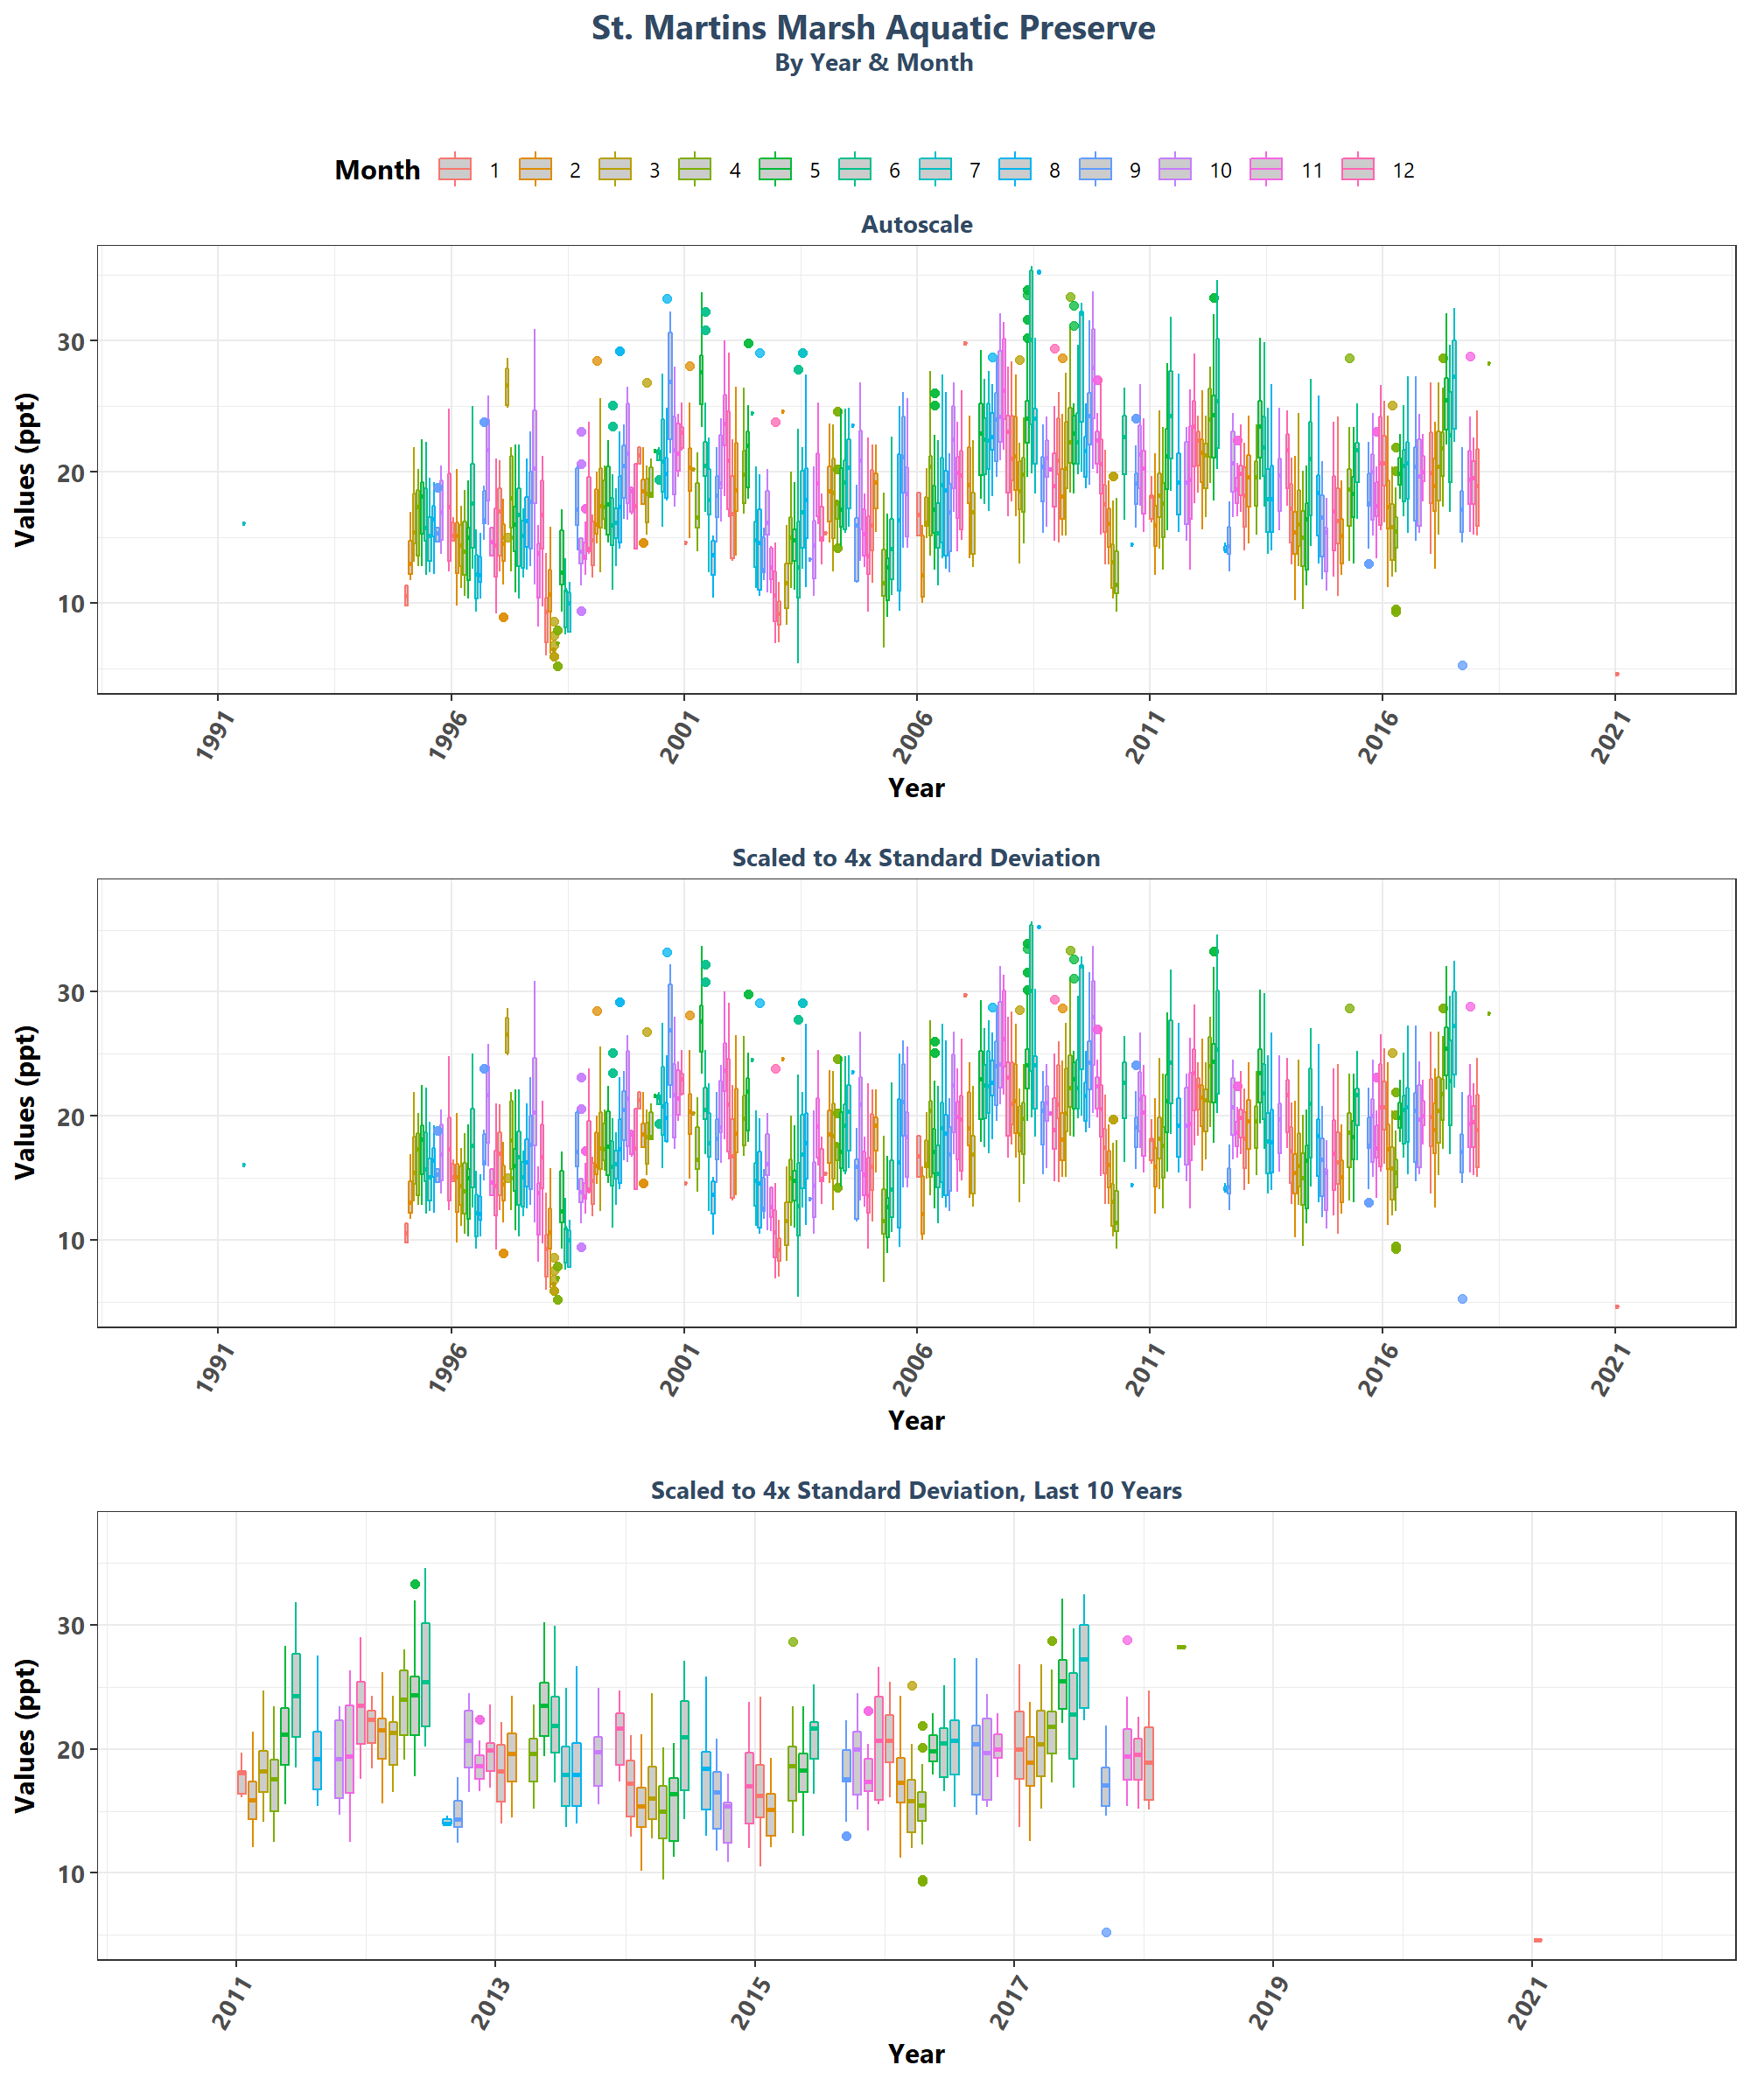 St. Martins Marsh Aquatic Preserve
By Year & Month
Month 1 2 3 4 5 6 7 8 9 10 11 12
Autoscale
Values (ppt)
30
20
10
1991 1996 2001 2006 2011 2016 2021
Year
Scaled to 4x Standard Deviation
Values (ppt)
30
20
10
1991 1996 2001 2006 2011 2016 2021
Year
Scaled to 4x Standard Deviation, Last 10 Years
Values (ppt)
30
20
10
2011 2013 2015 2017 2019 2021
Year